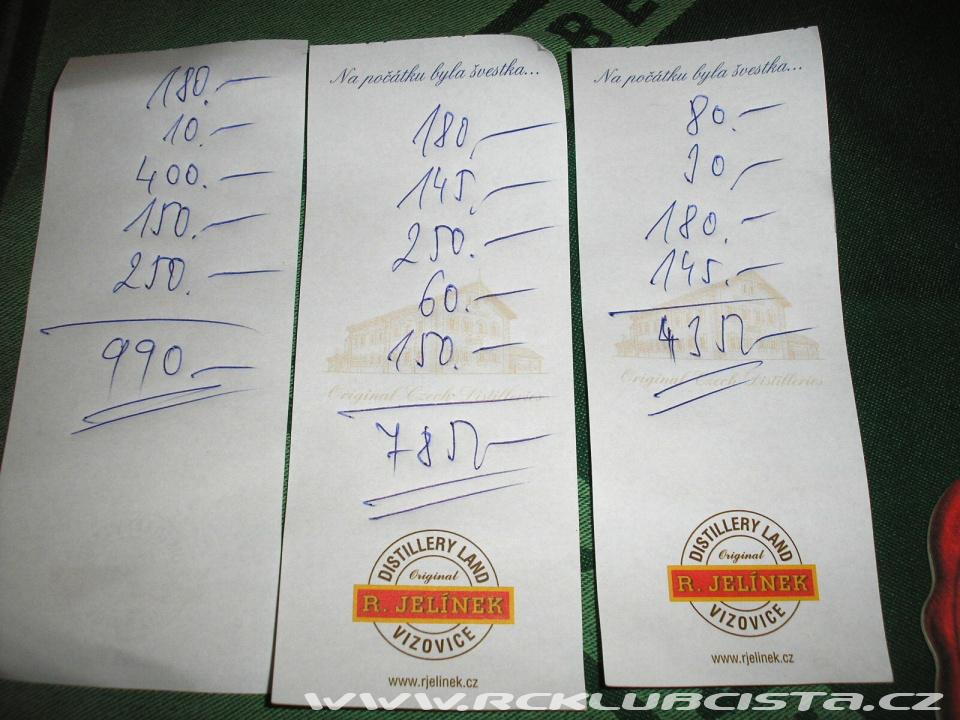 BE
180.-
10.-
400.-
150.-
250.-
990.-
Na počátku byla švestka...
180,-
145,-
250.-
60.-
150.-
785,-
Original Czech Distilleries
DISTILLERY LAND
Original
R. JELÍNEK
VIZOVICE
www.rjelinek.cz
Na počátku byla švestka...
80.-
30,-
180.-
145.-
435,-
Original Czech Distilleries
DISTILLERY LAND
Original
R. JELÍNEK
VIZOVICE
www.rjelinek.cz
WWW.RCKLUBCISTA.CZ